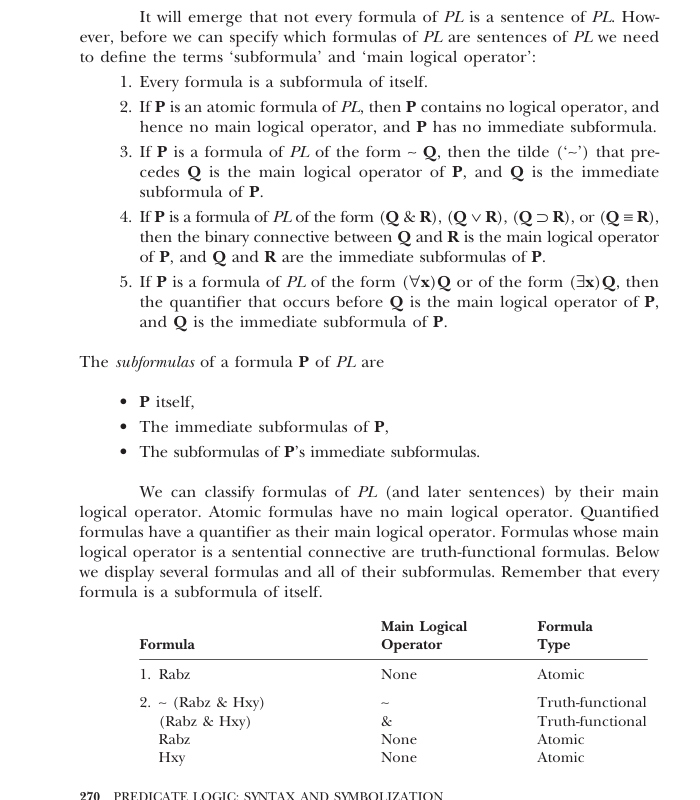 It will emerge that not every formula of PL is a sentence of PL. How-
ever, before we can specify which formulas of PL are sentences of PL we need
to define the terms ‘subformula’ and ‘main logical operator’:
1. Every formula is a subformula of itself.
2. If P is an atomic formula of PL, then P contains no logical operator, and
hence no main logical operator, and P has no immediate subformula.
3. If P is a formula of PL of the form ~ Q, then the tilde (‘~’) that pre-
cedes Q is the main logical operator of P, and Q is the immediate
subformula of P.
4. If P is a formula of PL of the form (Q & R), (Q ∨ R), (Q ⊃ R), or (Q ≡ R),
then the binary connective between Q and R is the main logical operator
of P, and Q and R are the immediate subformulas of P.
5. If P is a formula of PL of the form (∀x)Q or of the form (∃x)Q, then
the quantifier that occurs before Q is the main logical operator of P,
and Q is the immediate subformula of P.
The subformulas of a formula P of PL are
• P itself,
• The immediate subformulas of P,
• The subformulas of P’s immediate subformulas.
We can classify formulas of PL (and later sentences) by their main
logical operator. Atomic formulas have no main logical operator. Quantified
formulas have a quantifier as their main logical operator. Formulas whose main
logical operator is a sentential connective are truth-functional formulas. Below
we display several formulas and all of their subformulas. Remember that every
formula is a subformula of itself.
Main Logical Formula
Formula Operator Type
1. Rabz None Atomic
2. ~ (Rabz & Hxy) ~ Truth-functional
(Rabz & Hxy) & Truth-functional
Rabz None Atomic
Hxy None Atomic
270 PREDICATE LOGIC: SYNTAX AND SYMBOLIZATION